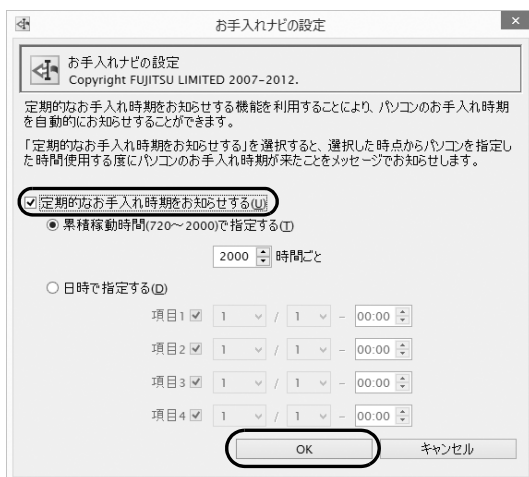 お手入れナビの設定
×
お手入れナビの設定
Copyright FUJITSU LIMITED 2007-2012.
定期的なお手入れ時期をお知らせする機能を利用することにより、パソコンのお手入れ時期
を自動的にお知らせすることができます。
「定期的なお手入れ時期をお知らせする」を選択すると、選択した時点からパソコンを指定し
た時間使用する度にパソコンのお手入れ時期が来たことをメッセージでお知らせします。
定期的なお手入れ時期をお知らせする(U)
累積稼動時間(720～2000)で指定する(T)
2000 時間ごと
日時で指定する(D)
項目1 1 / 1 - 00:00
項目2 1 / 1 - 00:00
項目3 1 / 1 - 00:00
項目4 1 / 1 - 00:00
OK キャンセル